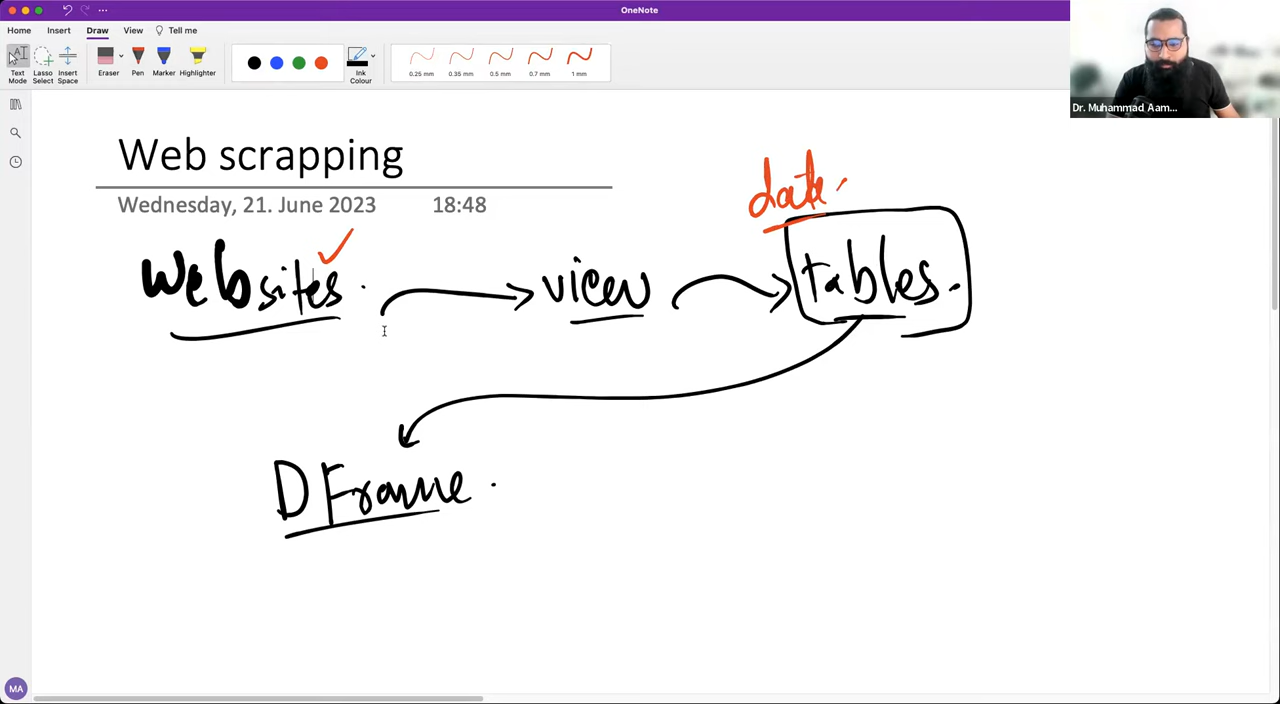 OneNote
Home Insert Draw View Tell me
Text Mode
Lasso Select
Insert Space
Eraser
Pen
Marker
Highlighter
Ink Colour
0.25 mm
0.35 mm
0.5 mm
0.7 mm
1 mm
Dr. Muhammad Aam...
Web scrapping
Wednesday, 21. June 2023 18:48
data
Websites. view tables.
DFrame.
MA